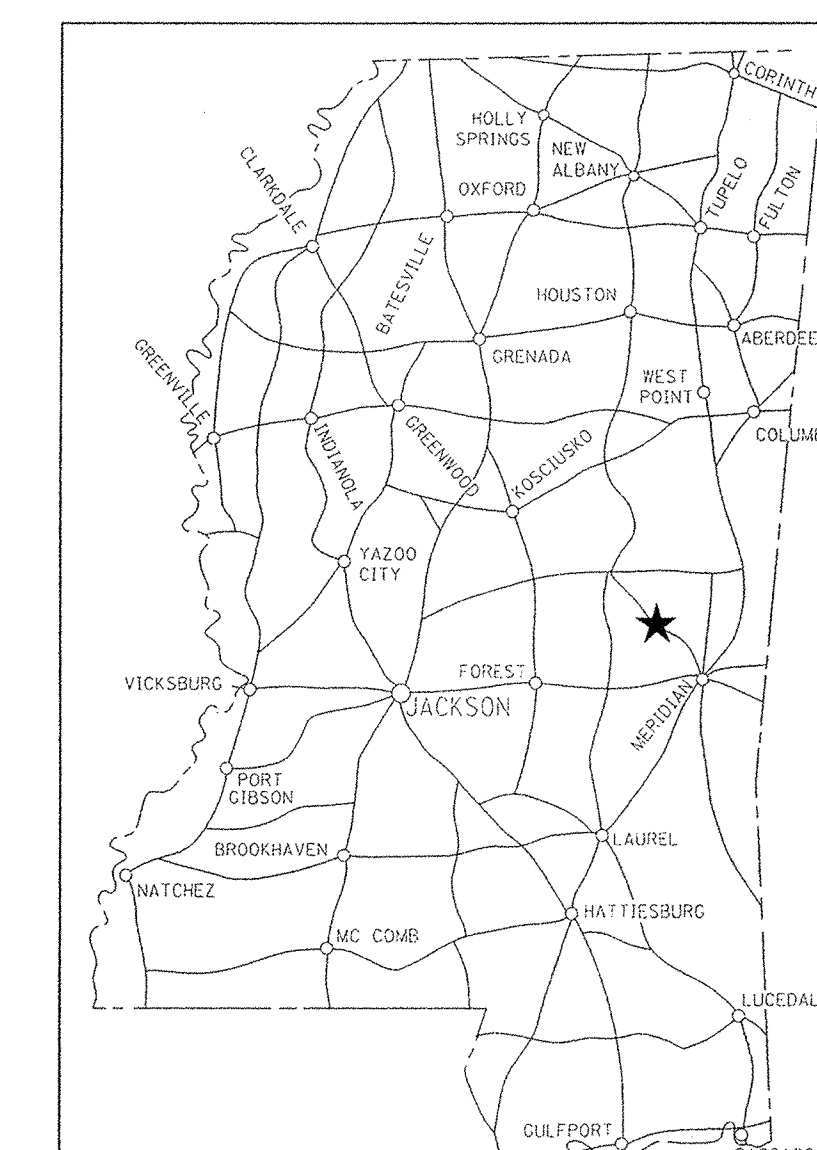 CORINTH
HOLLY
SPRINGS
NEW
ALBANY
CLARKDALE
OXFORD
TUPELO
FULTON
BATESVILLE
HOUSTON
GREENVILLE
GRENADA
ABERDEE
WEST
POINT
INDIANOLA
GREENWOOD
KOSCIUSKO
COLUMB
YAZOO
CITY
VICKSBURG
FOREST
JACKSON
MERIDIAN
PORT
GIBSON
BROOKHAVEN
LAUREL
NATCHEZ
HATTIESBURG
MC COMB
LUCEDAL
GULFPORT